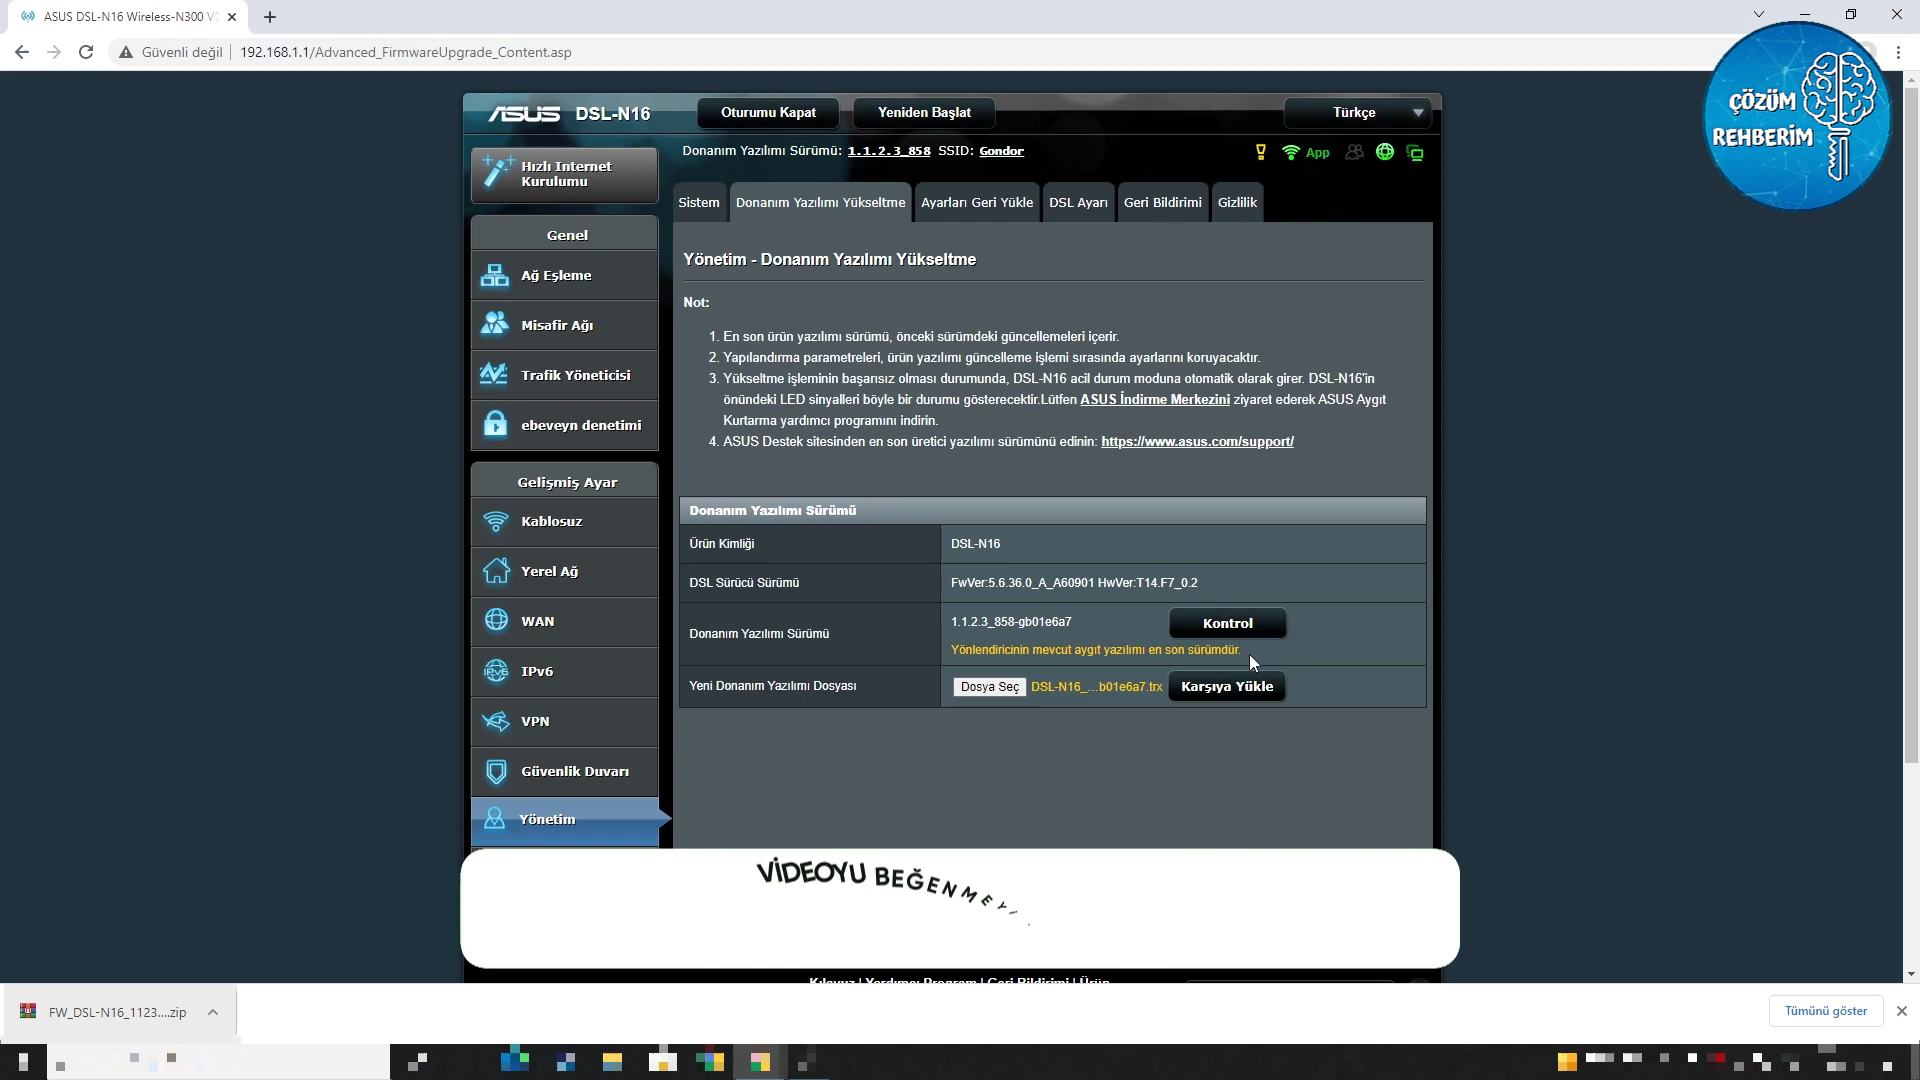 ASUS DSL-N16 Wireless-N300 V
Güvenli değil 192.168.1.1/Advanced_FirmwareUpgrade_Content.asp
ÇÖZÜM
REHBERİM
ASUS DSL-N16 Oturumu Kapat Yeniden Başlat Türkçe
Donanım Yazılımı Sürümü: 1.1.2.3_858 SSID: Gondor App
Hızlı Internet
Kurulumu
Sistem Donanım Yazılımı Yükseltme Ayarları Geri Yükle DSL Ayarı Geri Bildirimi Gizlilik
Genel
Ağ Eşleme
Misafir Ağı
Trafik Yöneticisi
ebeveyn denetimi
Gelişmiş Ayar
Kablosuz
Yerel Ağ
WAN
IPv6
VPN
Güvenlik Duvarı
Yönetim
Yönetim - Donanım Yazılımı Yükseltme
Not:
1. En son ürün yazılımı sürümü, önceki sürümdeki güncellemeleri içerir.
2. Yapılandırma parametreleri, ürün yazılımı güncelleme işlemi sırasında ayarlarını koruyacaktır.
3. Yükseltme işleminin başarısız olması durumunda, DSL-N16 acil durum moduna otomatik olarak girer. DSL-N16'in
önündeki LED sinyalleri böyle bir durumu gösterecektir.Lütfen ASUS İndirme Merkezini ziyaret ederek ASUS Aygıt
Kurtarma yardımcı programını indirin.
4. ASUS Destek sitesinden en son üretici yazılımı sürümünü edinin: https://www.asus.com/support/
Donanım Yazılımı Sürümü
Ürün Kimliği DSL-N16
DSL Sürücü Sürümü FwVer:5.6.36.0_A_A60901 HwVer:T14.F7_0.2
Donanım Yazılımı Sürümü 1.1.2.3_858-gb01e6a7 Kontrol
Yönlendiricinin mevcut aygıt yazılımı en son sürümdür.
Yeni Donanım Yazılımı Dosyası Dosya Seç DSL-N16_...b01e6a7.trx Karşıya Yükle
VİDEOYU BEĞENMEYİ
Kılavuz | Yardımcı Program | Geri Bildirimi | Ürün
FW_DSL-N16_1123....zip Tümünü göster